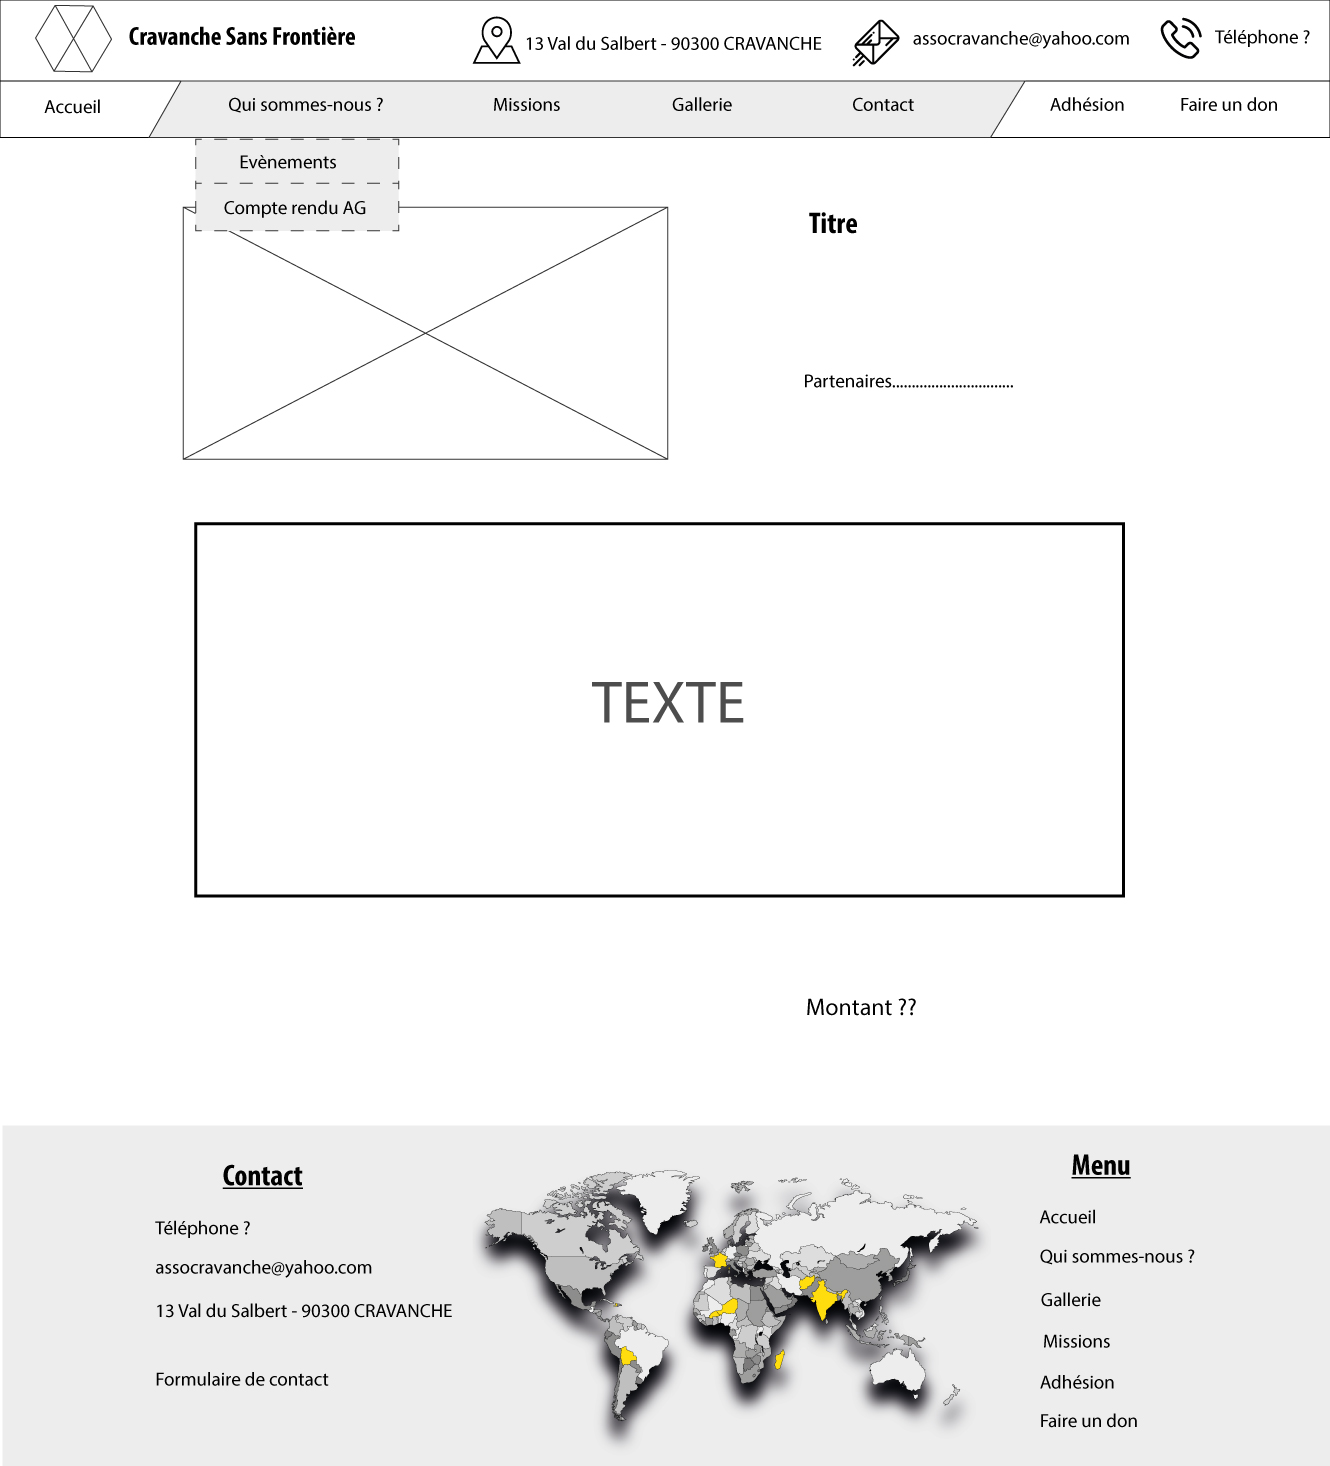 Cravanche Sans Frontière
13 Val du Salbert - 90300 CRAVANCHE
assocravanche@yahoo.com
Téléphone ?
Accueil
Qui sommes-nous ?
Missions
Gallerie
Contact
Adhésion
Faire un don
Evènements
Compte rendu AG
Titre
Partenaires...............................
TEXTE
Montant ??
Contact
Téléphone ?
assocravanche@yahoo.com
13 Val du Salbert - 90300 CRAVANCHE
Formulaire de contact
Menu
Accueil
Qui sommes-nous ?
Gallerie
Missions
Adhésion
Faire un don